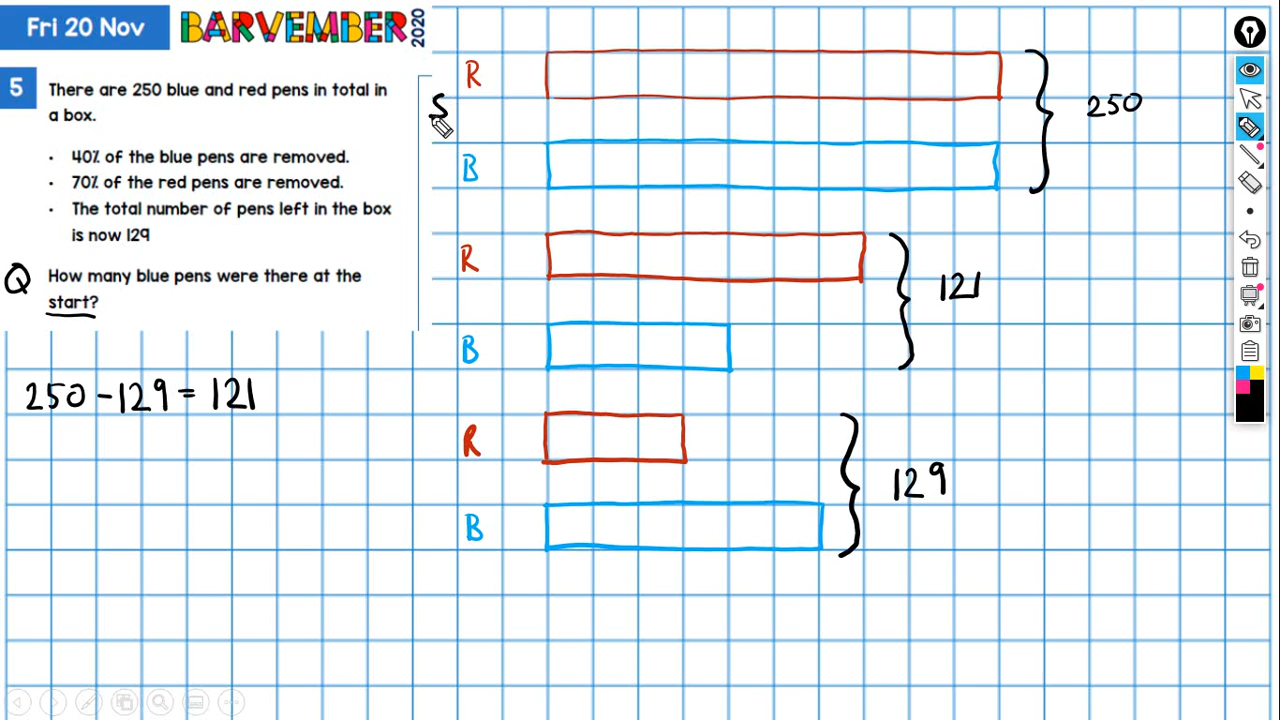 Fri 20 Nov
BARVEMBER 2020
5
There are 250 blue and red pens in total in
a box.
· 40% of the blue pens are removed.
· 70% of the red pens are removed.
· The total number of pens left in the box
is now 129
Q How many blue pens were there at the
start?
250 - 129 = 121
S
R
250
B
R
121
B
R
129
B